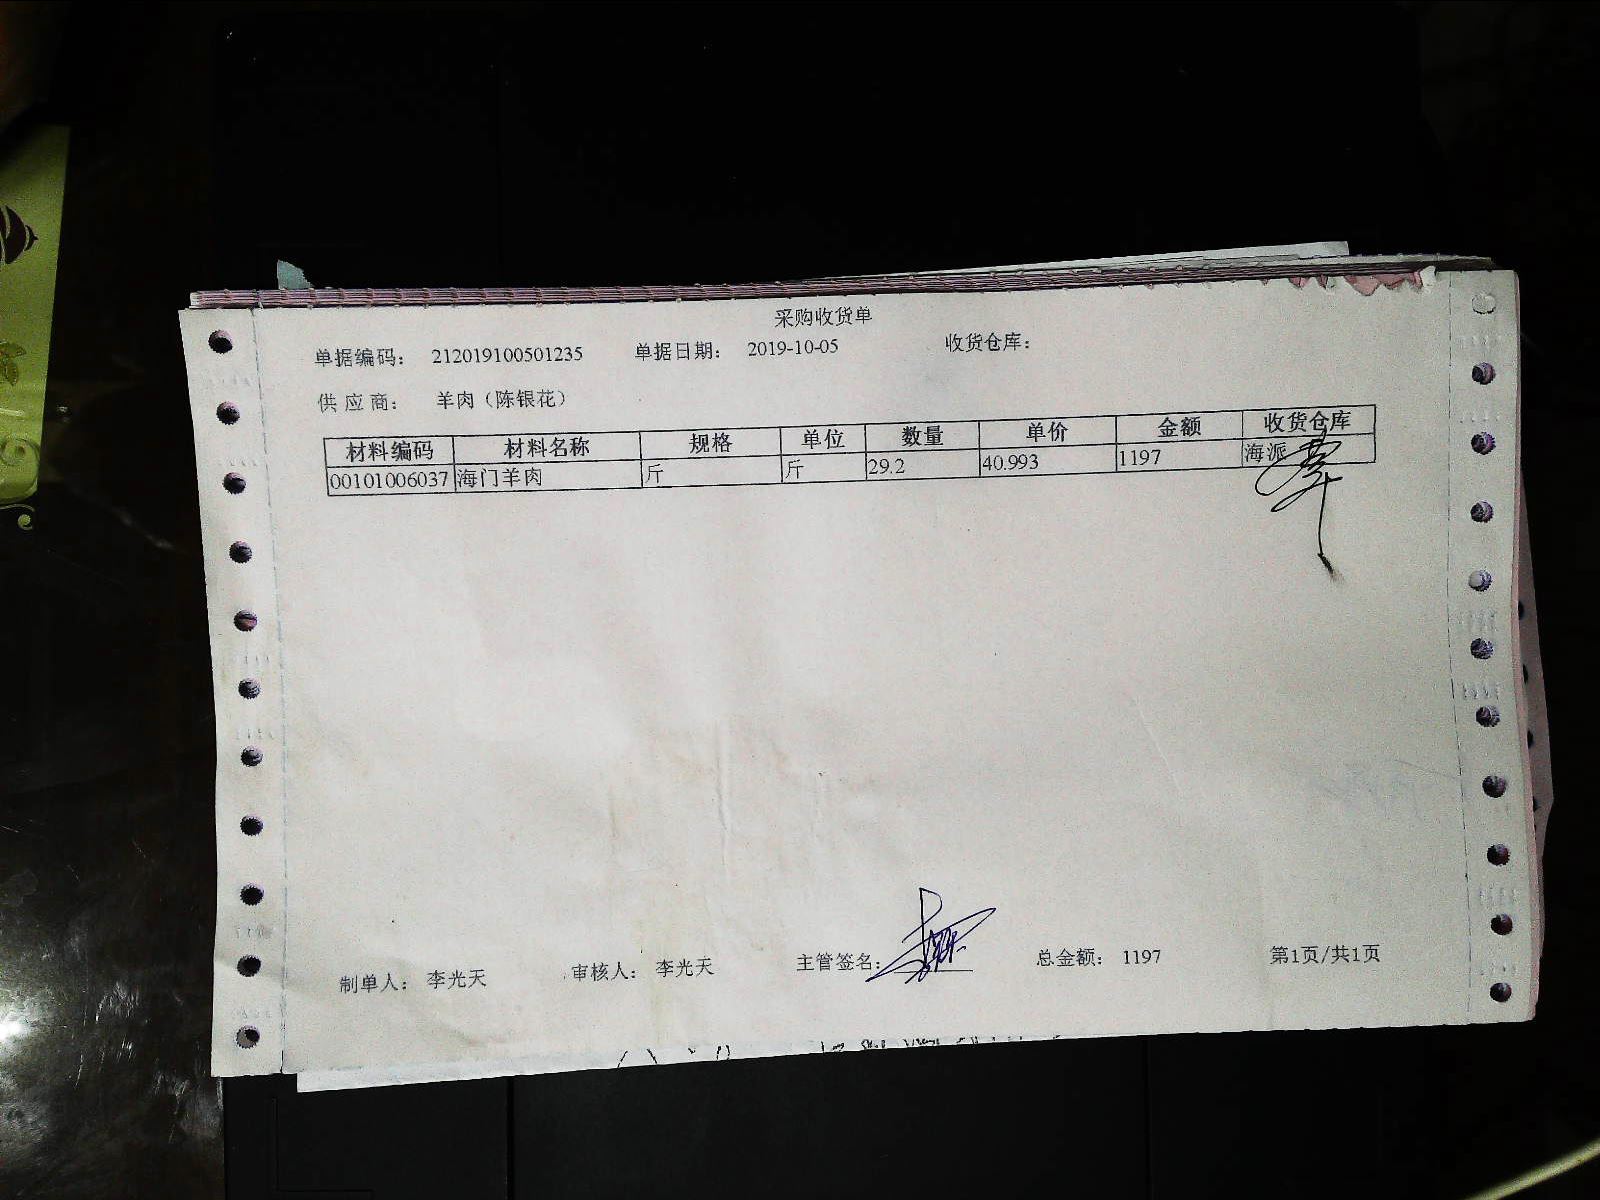 采购收货单
单据编码： 212019100501235 单据日期： 2019-10-05 收货仓库：
供应商： 羊肉（陈银花）
材料编码 材料名称 规格 单位 数量 单价 金额 收货仓库
00101006037 海门羊肉 斤 斤 29.2 40.993 1197 海派
制单人： 李光天 审核人： 李光天 主管签名： 总金额： 1197 第1页/共1页